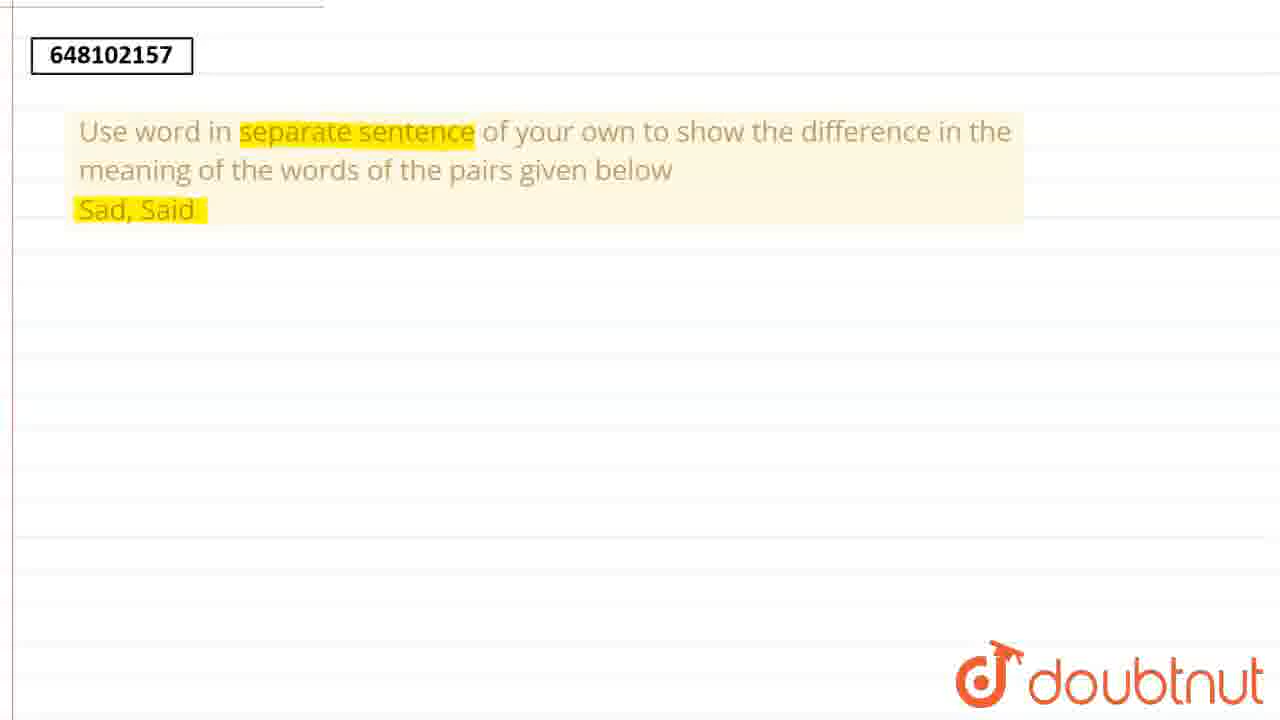 648102157
Use word in separate sentence of your own to show the difference in the
meaning of the words of the pairs given below
Sad, Said.
doubtnut